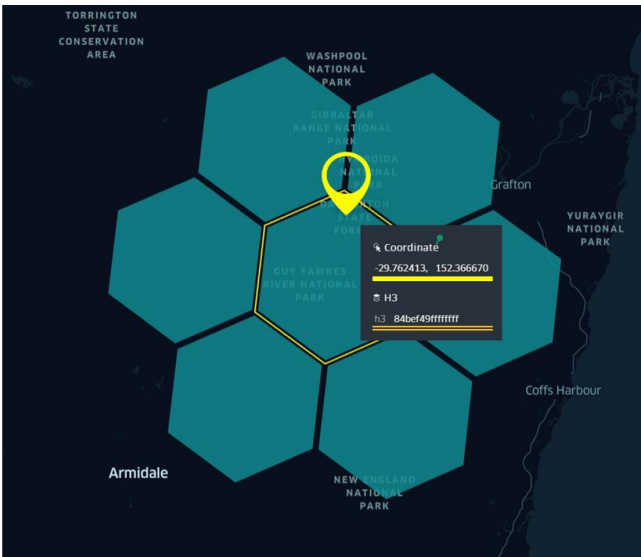 TORRINGTON
STATE
CONSERVATION
AREA
WASHPOOL
NATIONAL
PARK
GIBRALTAR
RANGE NATIONAL
PARK
NATIONAL
PARK
STATE
Grafton
YURAYGIR
NATIONAL
PARK
Coordinate
-29.762413, 152.366670
H3
h3 84bef49ffffffff
GUY FAWKES
RIVER NATIONAL
PARK
Coffs Harbour
Armidale
NEW ENGLAND
NATIONAL
PARK